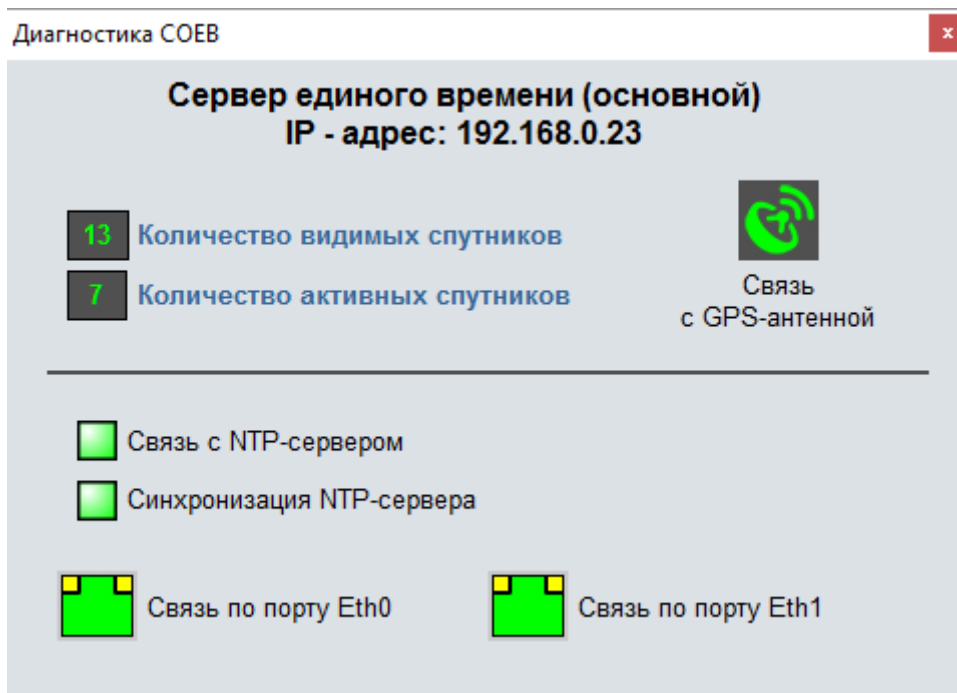 Диагностика СОЕВ
x
Сервер единого времени (основной)
IP - адрес: 192.168.0.23
13 Количество видимых спутников
7 Количество активных спутников
Связь
с GPS-антенной
Связь с NTP-сервером
Синхронизация NTP-сервера
Связь по порту Eth0
Связь по порту Eth1